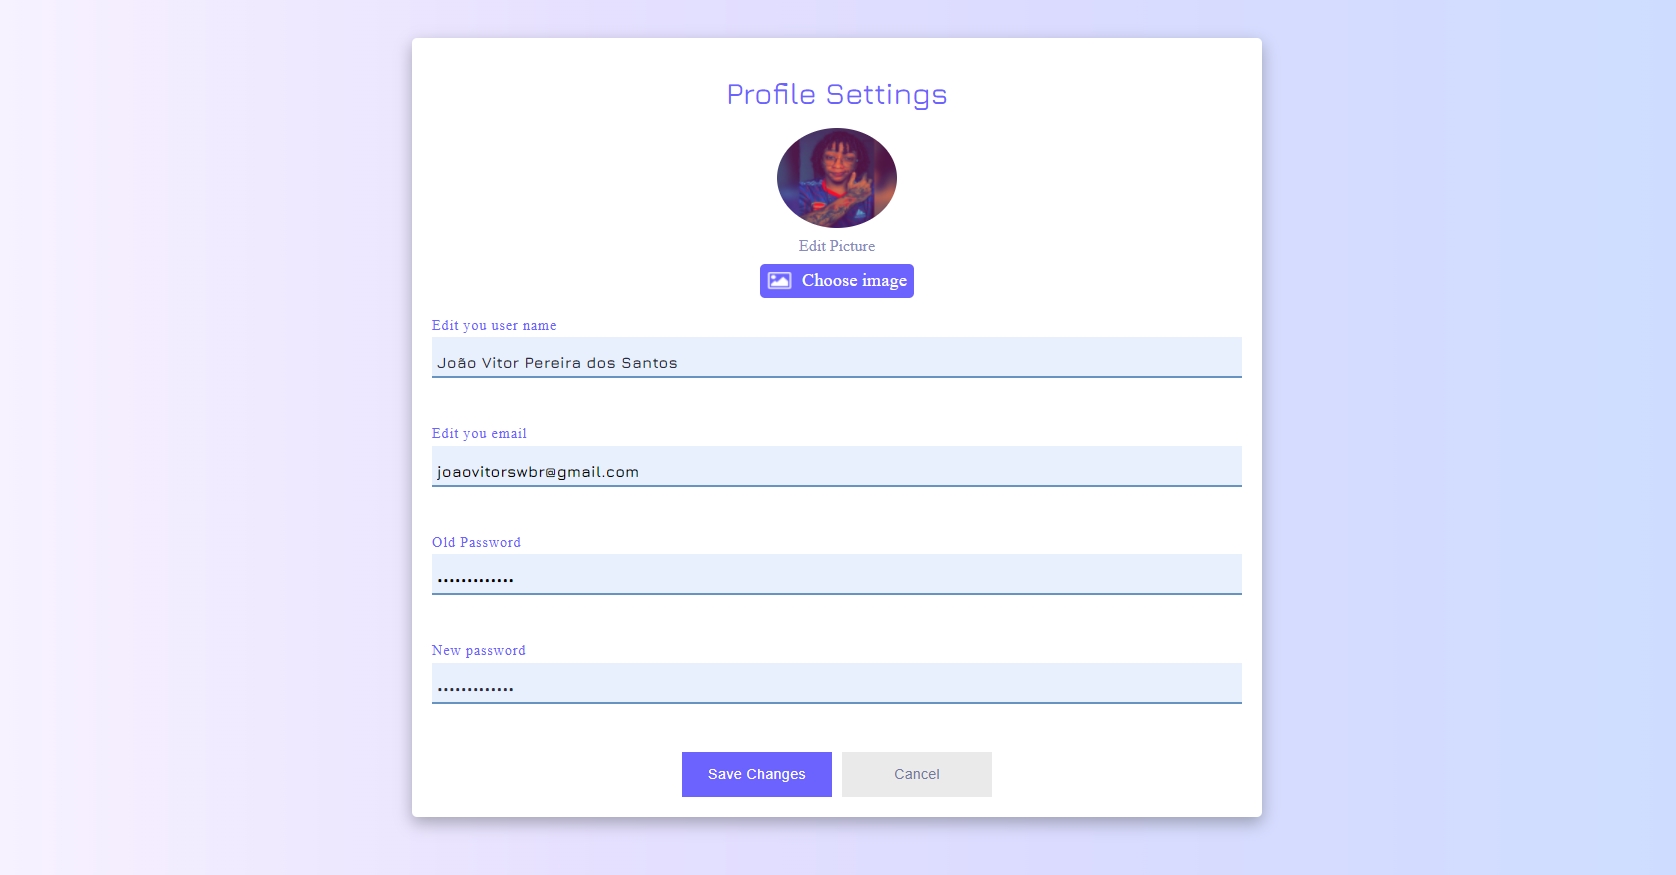 Profile Settings
Edit Picture
Choose image
Edit you user name
João Vitor Pereira dos Santos
Edit you email
joaovitorswbr@gmail.com
Old Password
.............
New password
.............
Save Changes
Cancel